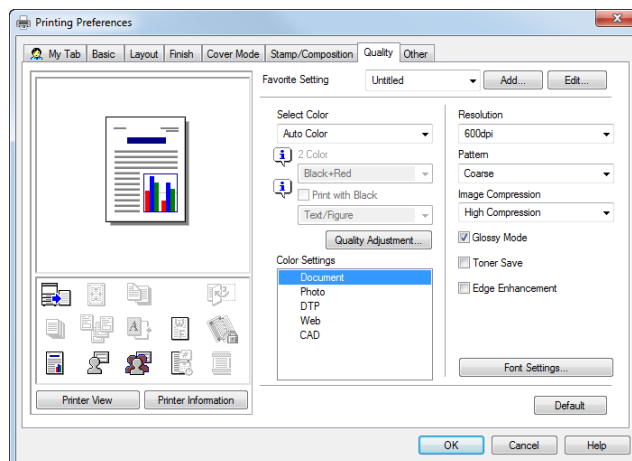 Printing Preferences
My Tab Basic Layout Finish Cover Mode Stamp/Composition Quality Other
Favorite Setting Untitled Add... Edit...
Select Color
Auto Color
2 Color
Black+Red
Print with Black
Text/Figure
Quality Adjustment...
Color Settings
Document
Photo
DTP
Web
CAD
Resolution
600dpi
Pattern
Coarse
Image Compression
High Compression
Glossy Mode
Toner Save
Edge Enhancement
Font Settings...
Printer View Printer Information
Default
OK Cancel Help